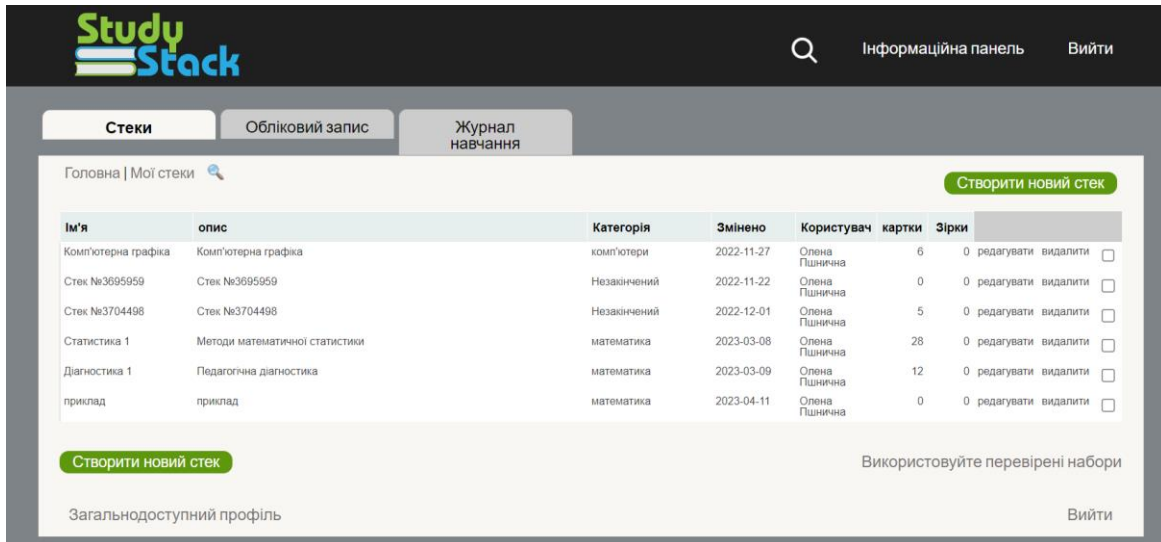 Study
Stack
Інформаційна панель Вийти
Стеки Обліковий запис Журнал
навчання
Головна | Мої стеки
Створити новий стек
Ім'я опис Категорія Змінено Користувач картки Зірки
Комп'ютерна графіка Комп'ютерна графіка комп'ютери 2022-11-27 Олена Пшнична 6 0 редагувати видалити
Стек №3695959 Стек №3695959 Незакінчений 2022-11-22 Олена Пшнична 0 0 редагувати видалити
Стек №3704498 Стек №3704498 Незакінчений 2022-12-01 Олена Пшнична 5 0 редагувати видалити
Статистика 1 Методи математичної статистики математика 2023-03-08 Олена Пшнична 28 0 редагувати видалити
Діагностика 1 Педагогічна діагностика математика 2023-03-09 Олена Пшнична 12 0 редагувати видалити
приклад приклад математика 2023-04-11 Олена Пшнична 0 0 редагувати видалити
Створити новий стек Використовуйте перевірені набори
Загальнодоступний профіль Вийти